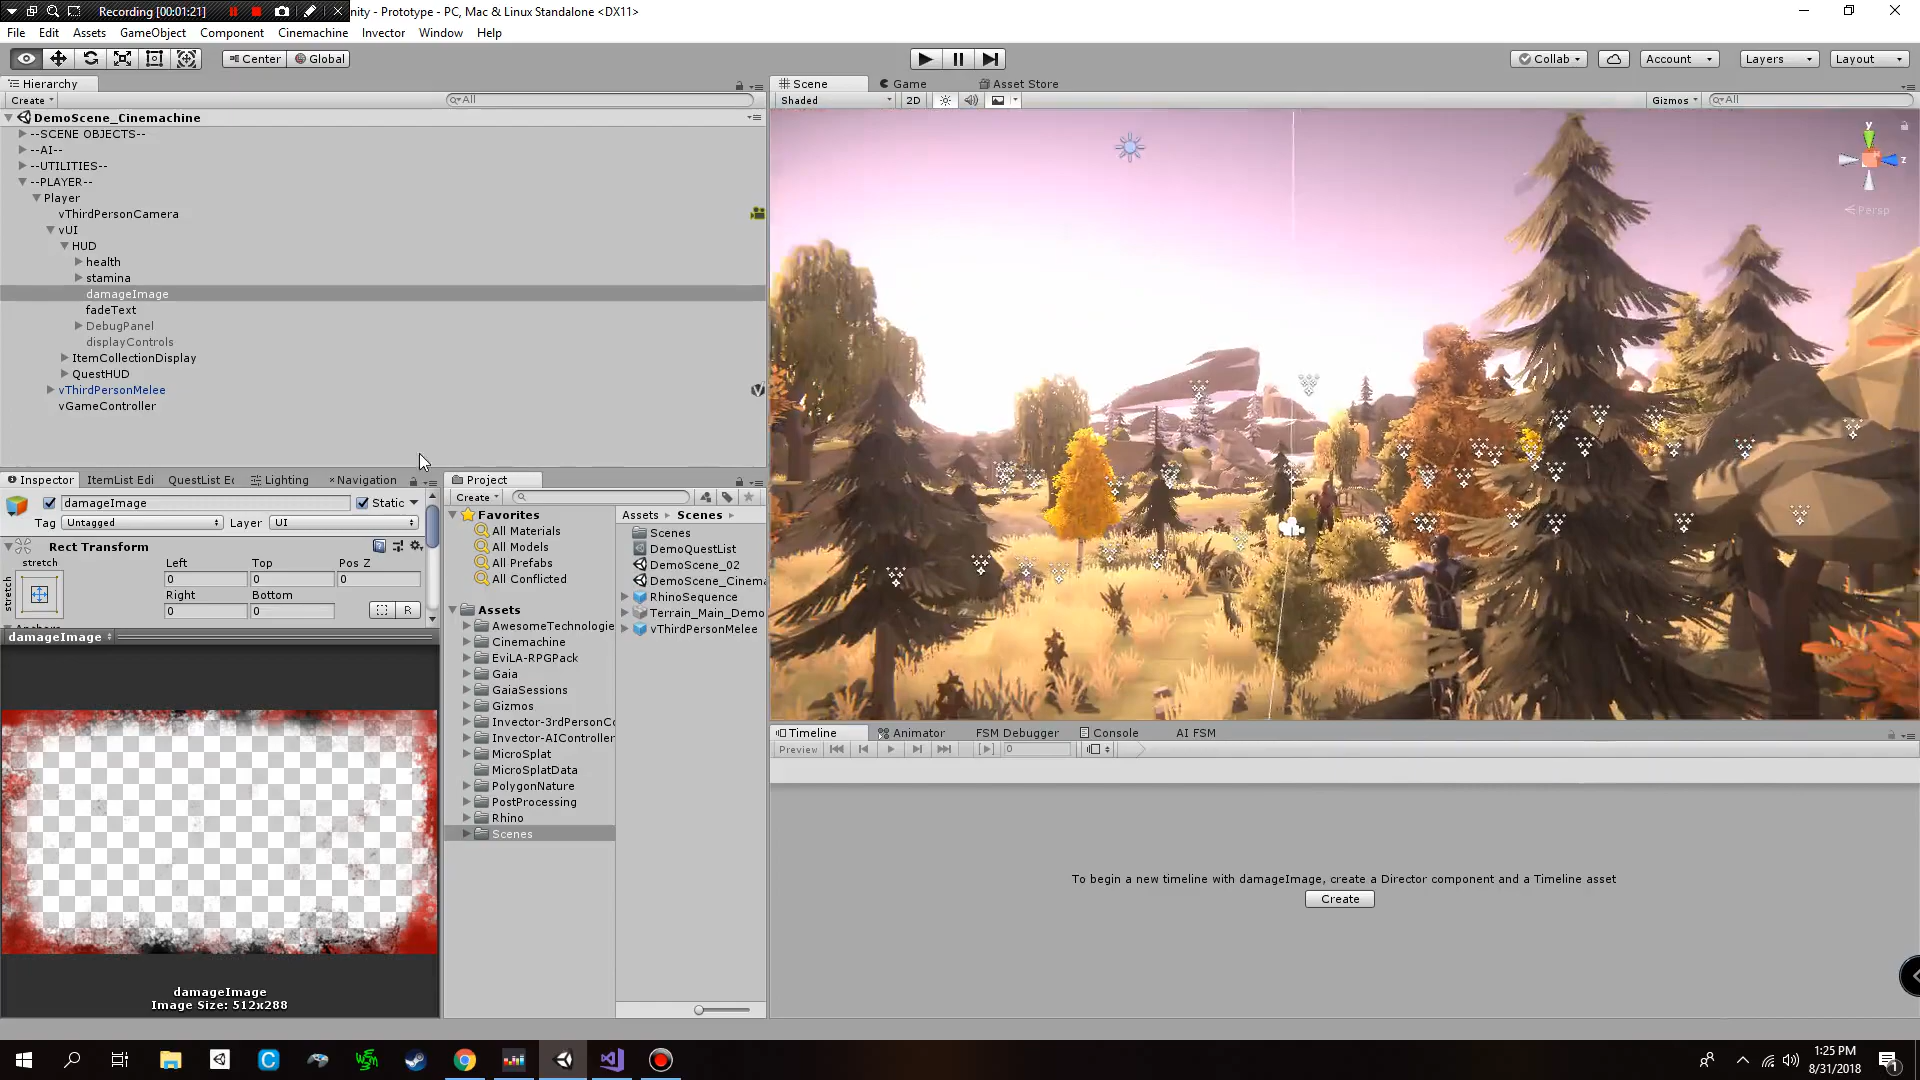 Recording [00:01:21]
nity - Prototype - PC, Mac & Linux Standalone <DX11>
File Edit Assets GameObject Component Cinemachine Invector Window Help
Center Global
Collab Account Layers Layout
Hierarchy
Create All
DemoScene_Cinemachine
--SCENE OBJECTS--
--AI--
--UTILITIES--
--PLAYER--
Player
vThirdPersonCamera
vUI
HUD
health
stamina
damageImage
fadeText
DebugPanel
displayControls
ItemCollectionDisplay
QuestHUD
vThirdPersonMelee
vGameController
Scene Game Asset Store
Shaded 2D Gizmos All
y
z
Persp
Inspector ItemList Edi QuestList Ec Lighting Navigation
damageImage Static
Tag Untagged Layer UI
Rect Transform
stretch Left Top Pos Z
stretch 0 0 0
Right Bottom
0 0 R
damageImage
damageImage
Image Size: 512x288
Project
Create
Favorites
All Materials
All Models
All Prefabs
All Conflicted
Assets
AwesomeTechnologie
Cinemachine
EviLA-RPGPack
Gaia
GaiaSessions
Gizmos
Invector-3rdPersonCo
Invector-AIController
MicroSplat
MicroSplatData
PolygonNature
PostProcessing
Rhino
Scenes
Assets Scenes
Scenes
DemoQuestList
DemoScene_02
DemoScene_Cinema
RhinoSequence
Terrain_Main_Demo
vThirdPersonMelee
Timeline Animator FSM Debugger Console AI FSM
Preview 0
To begin a new timeline with damageImage, create a Director component and a Timeline asset
Create
1:25 PM
8/31/2018
1